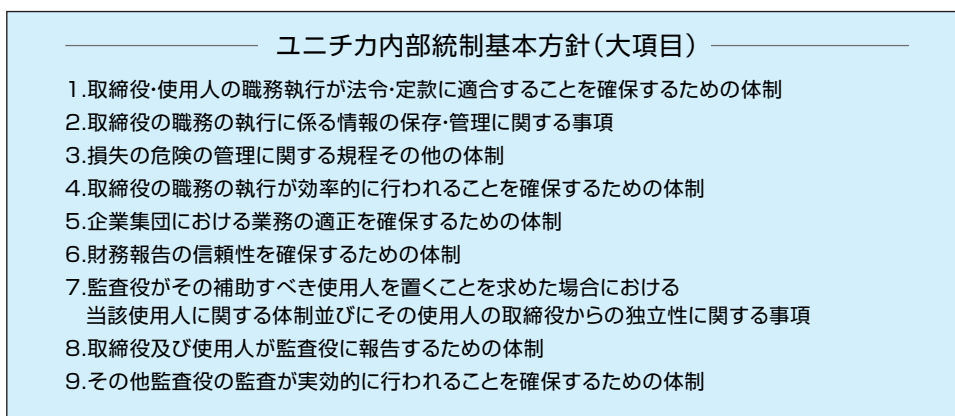 ユニチカ内部統制基本方針(大項目)
1.取締役・使用人の職務執行が法令・定款に適合することを確保するための体制
2.取締役の職務の執行に係る情報の保存・管理に関する事項
3.損失の危険の管理に関する規程その他の体制
4.取締役の職務の執行が効率的に行われることを確保するための体制
5.企業集団における業務の適正を確保するための体制
6.財務報告の信頼性を確保するための体制
7.監査役がその補助すべき使用人を置くことを求めた場合における
当該使用人に関する体制並びにその使用人の取締役からの独立性に関する事項
8.取締役及び使用人が監査役に報告するための体制
9.その他監査役の監査が実効的に行われることを確保するための体制